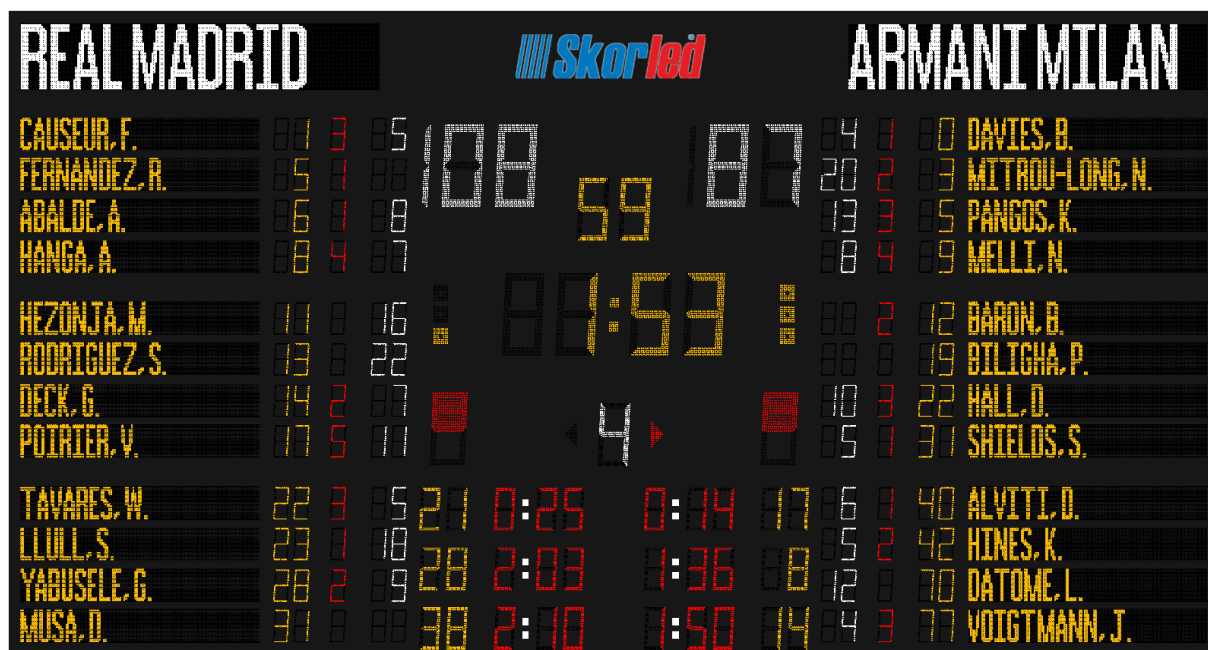 REAL MADRID Skorled ARMANI MILAN
CAUSEUR, F. 1 3 5 108 87 4 1 0 DAVIES, B.
FERNANDEZ, R. 5 1 59 20 2 3 MITROU-LONG, N.
ABALDE, A. 6 1 8 13 3 5 PANGOS, K.
HANGA, A. 8 4 7 8 4 9 MELLI, N.
HEZONJA, M. 11 16 1:53 2 12 BARON, B.
RODRIGUEZ, S. 13 22 19 BILIGHA, P.
DECK, G. 14 2 7 10 3 22 HALL, D.
POIRIER, V. 17 5 11 4 5 1 31 SHIELDS, S.
TAVARES, W. 22 3 5 21 0:25 0:14 17 6 1 40 ALVITI, D.
LLULL, S. 23 1 18 28 2:03 1:36 8 5 2 42 HINES, K.
YABUSELE, G. 28 2 9 12 70 DATOME, L.
MUSA, D. 31 38 2:10 1:50 14 4 3 77 VOIGTMANN, J.